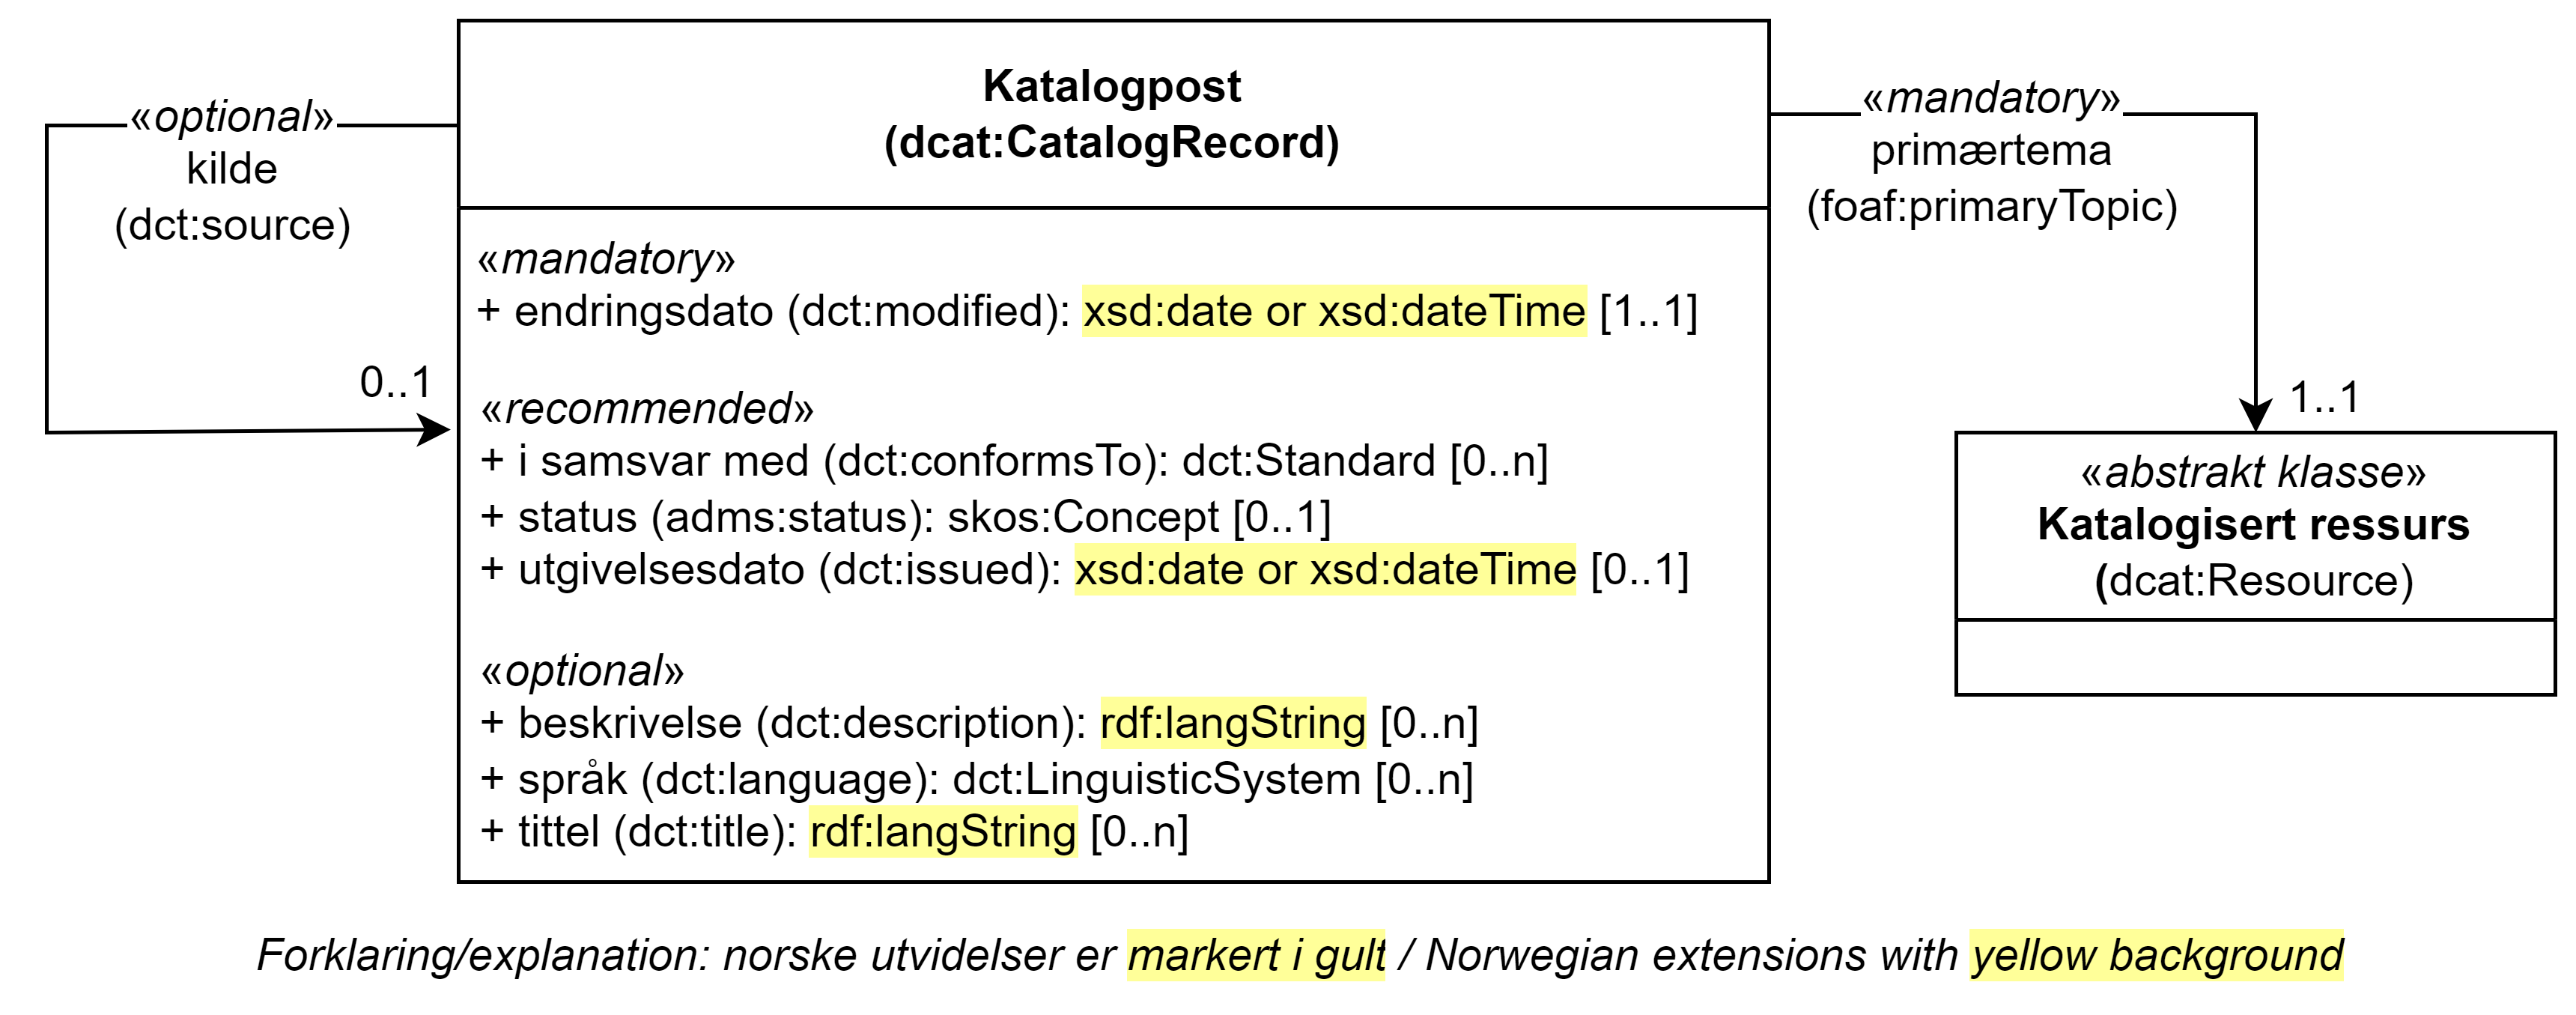 «optional»
kilde
(dct:source)
0..1
Katalogpost
(dcat:CatalogRecord)
«mandatory»
+ endringsdato (dct:modified): xsd:date or xsd:dateTime [1..1]
«recommended»
+ i samsvar med (dct:conformsTo): dct:Standard [0..n]
+ status (adms:status): skos:Concept [0..1]
+ utgivelsesdato (dct:issued): xsd:date or xsd:dateTime [0..1]
«optional»
+ beskrivelse (dct:description): rdf:langString [0..n]
+ språk (dct:language): dct:LinguisticSystem [0..n]
+ tittel (dct:title): rdf:langString [0..n]
«mandatory»
primærtema
(foaf:primaryTopic)
1..1
«abstrakt klasse»
Katalogisert ressurs
(dcat:Resource)
Forklaring/explanation: norske utvidelser er markert i gult / Norwegian extensions with yellow background